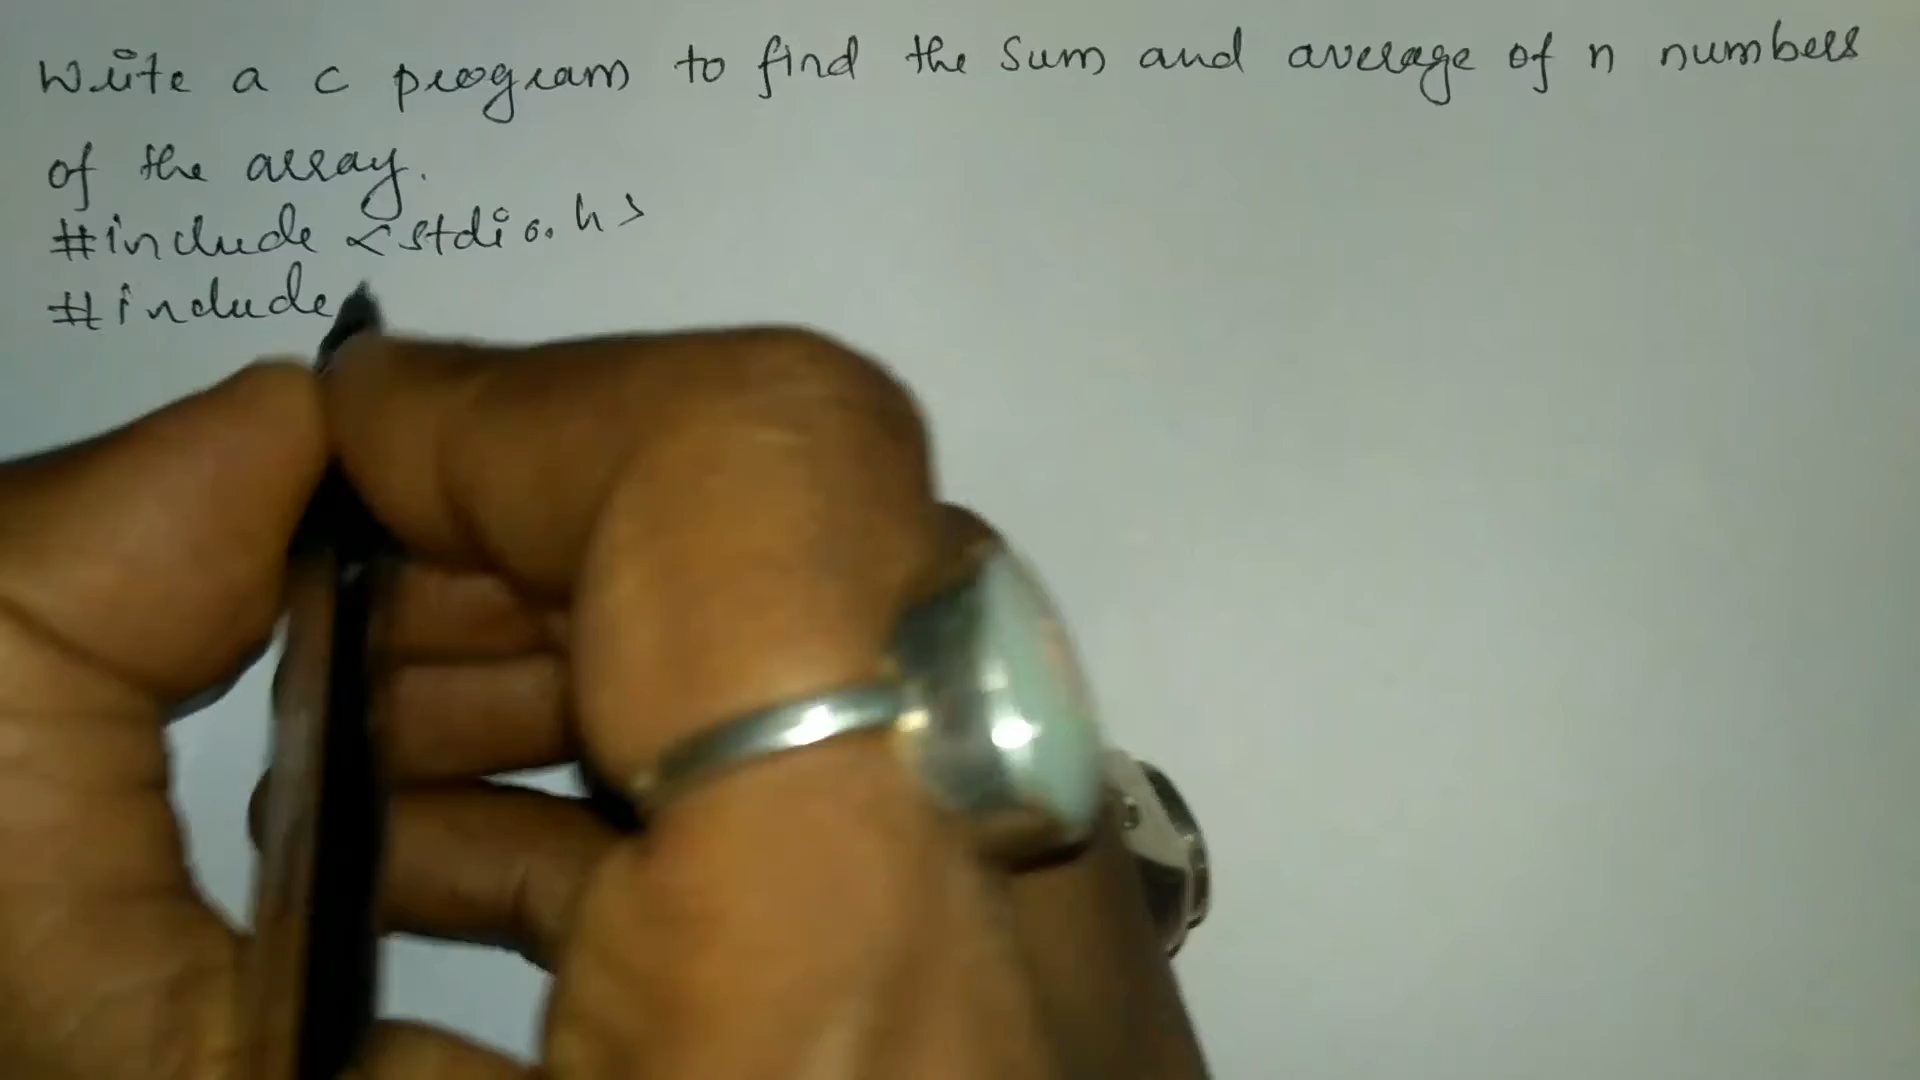 Write a c program to find the sum and average of n numbers
of the array.
#include <stdio.h>
#include